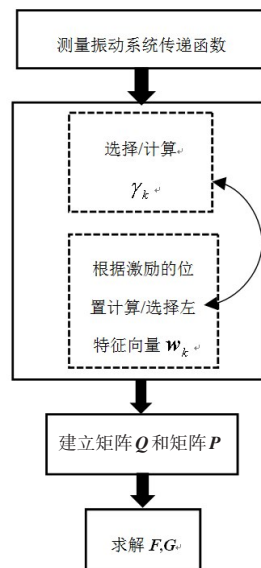 测量振动系统传递函数
选择/计算
γk
根据激励的位
置计算/选择左
特征向量 wk
建立矩阵 Q 和矩阵 P
求解 F,G